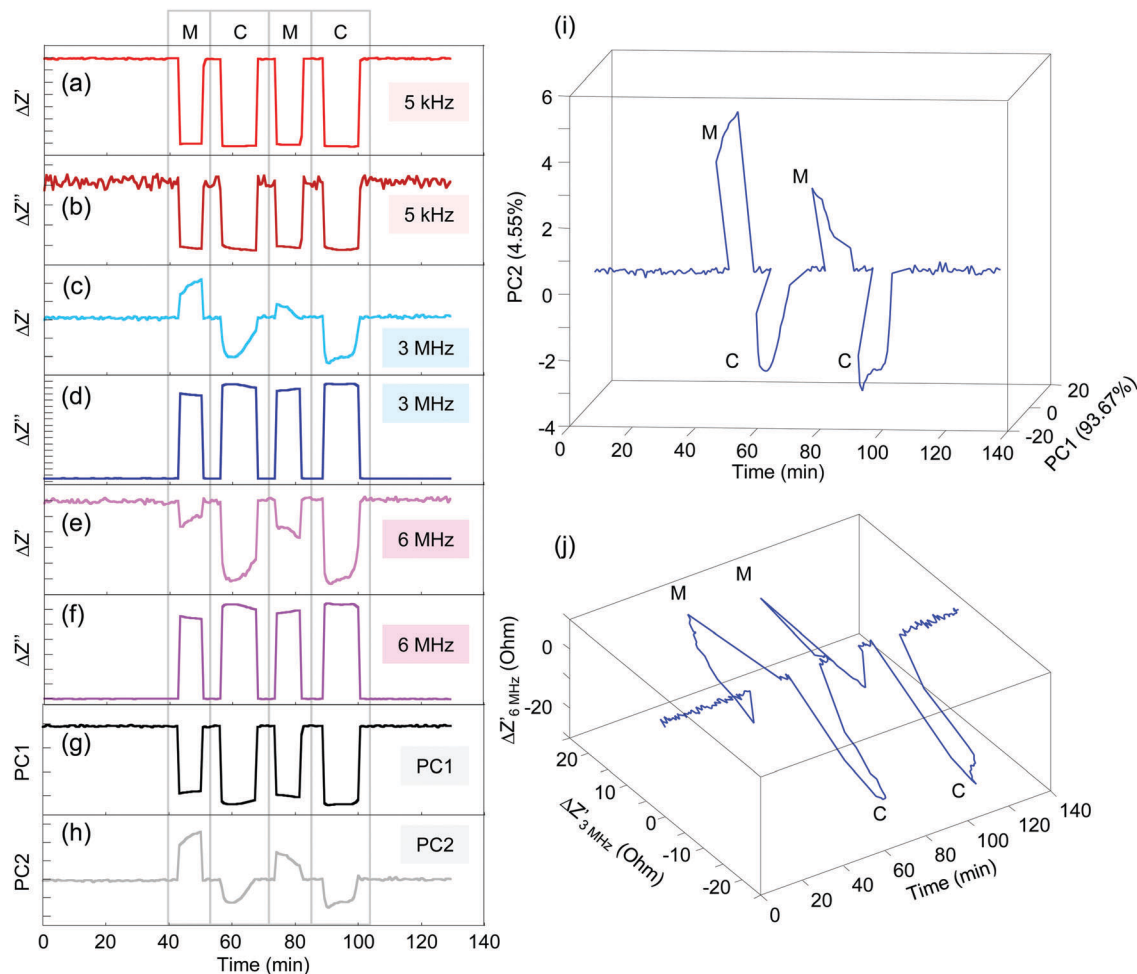 M C M C
(a)
ΔZ'
5 kHz
(b)
ΔZ''
5 kHz
(c)
ΔZ'
3 MHz
(d)
ΔZ''
3 MHz
(e)
ΔZ'
6 MHz
(f)
ΔZ''
6 MHz
(g)
PC1
PC1
(h)
PC2
PC2
0 20 40 60 80 100 120 140
Time (min)
(i)
6
4
2
0
-2
-4
PC2 (4.55%)
M
M
C
C
0 20 40 60 80 100 120 140
Time (min)
20
0
-20
PC1 (93.67%)
(j)
M
M
C
C
0
-20
ΔZ'6 MHz (Ohm)
20
10
0
-10
-20
ΔZ'3 MHz (Ohm)
0 20 40 60 80 100 120 140
Time (min)